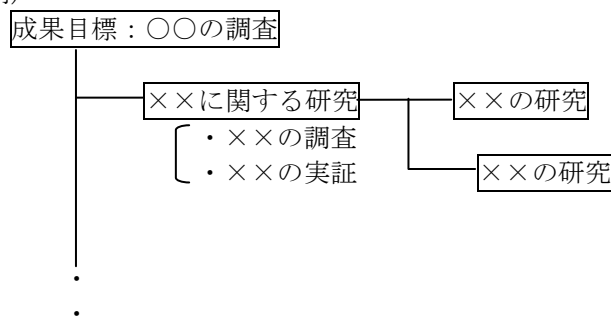 成果目標：○○の調査
××に関する研究
××の研究
・××の調査
・××の実証
××の研究
・
・